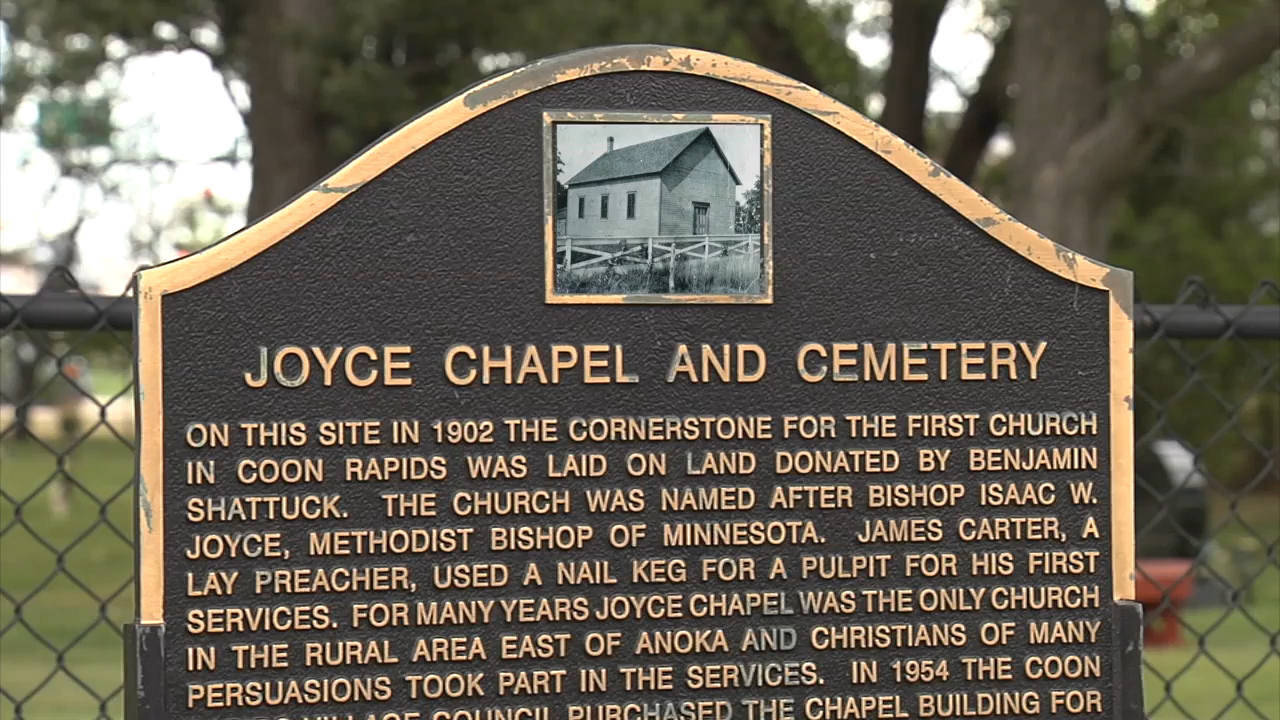 JOYCE CHAPEL AND CEMETERY
ON THIS SITE IN 1902 THE CORNERSTONE FOR THE FIRST CHURCH
IN COON RAPIDS WAS LAID ON LAND DONATED BY BENJAMIN
SHATTUCK. THE CHURCH WAS NAMED AFTER BISHOP ISAAC W.
JOYCE, METHODIST BISHOP OF MINNESOTA. JAMES CARTER, A
LAY PREACHER, USED A NAIL KEG FOR A PULPIT FOR HIS FIRST
SERVICES. FOR MANY YEARS JOYCE CHAPEL WAS THE ONLY CHURCH
IN THE RURAL AREA EAST OF ANOKA AND CHRISTIANS OF MANY
PERSUASIONS TOOK PART IN THE SERVICES. IN 1954 THE COON
VILLAGE COUNCIL PURCHASED THE CHAPEL BUILDING FOR